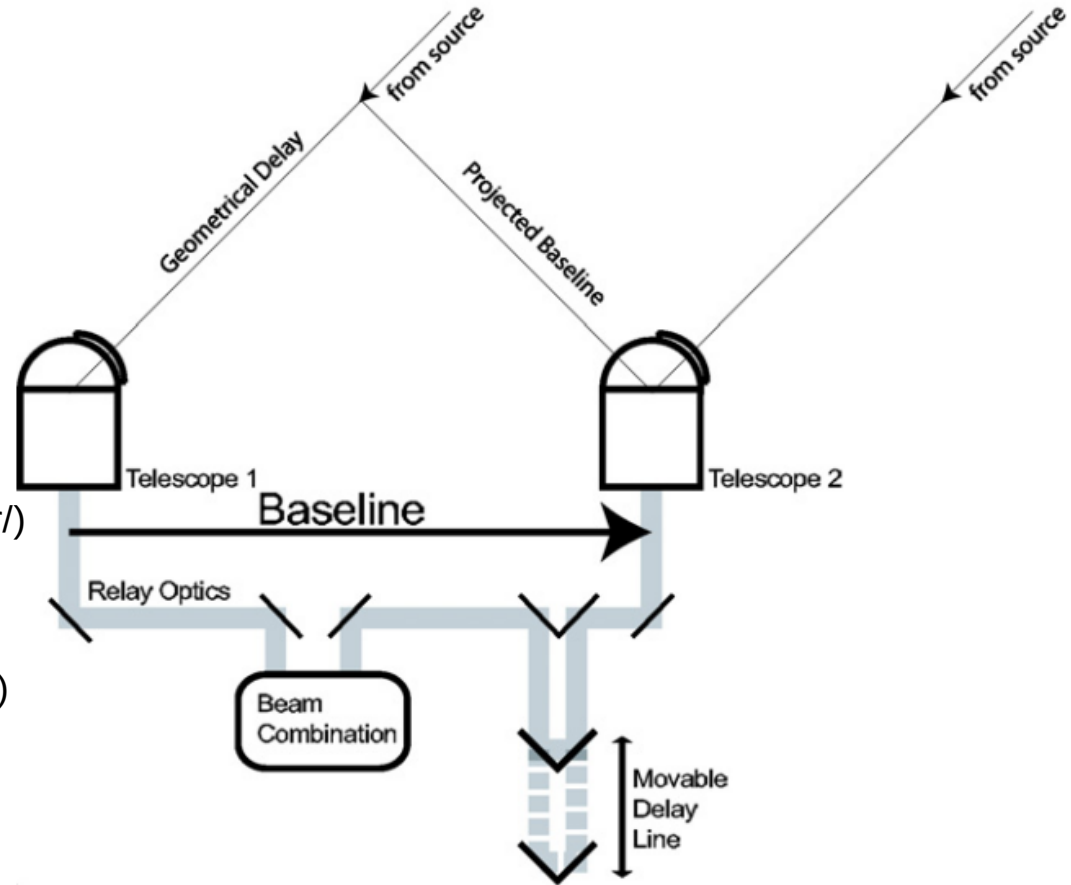 from source
from source
Geometrical Delay
Projected Baseline
Telescope 1
Telescope 2
/)
Baseline
Relay Optics
)
Beam
Combination
Movable
Delay
Line